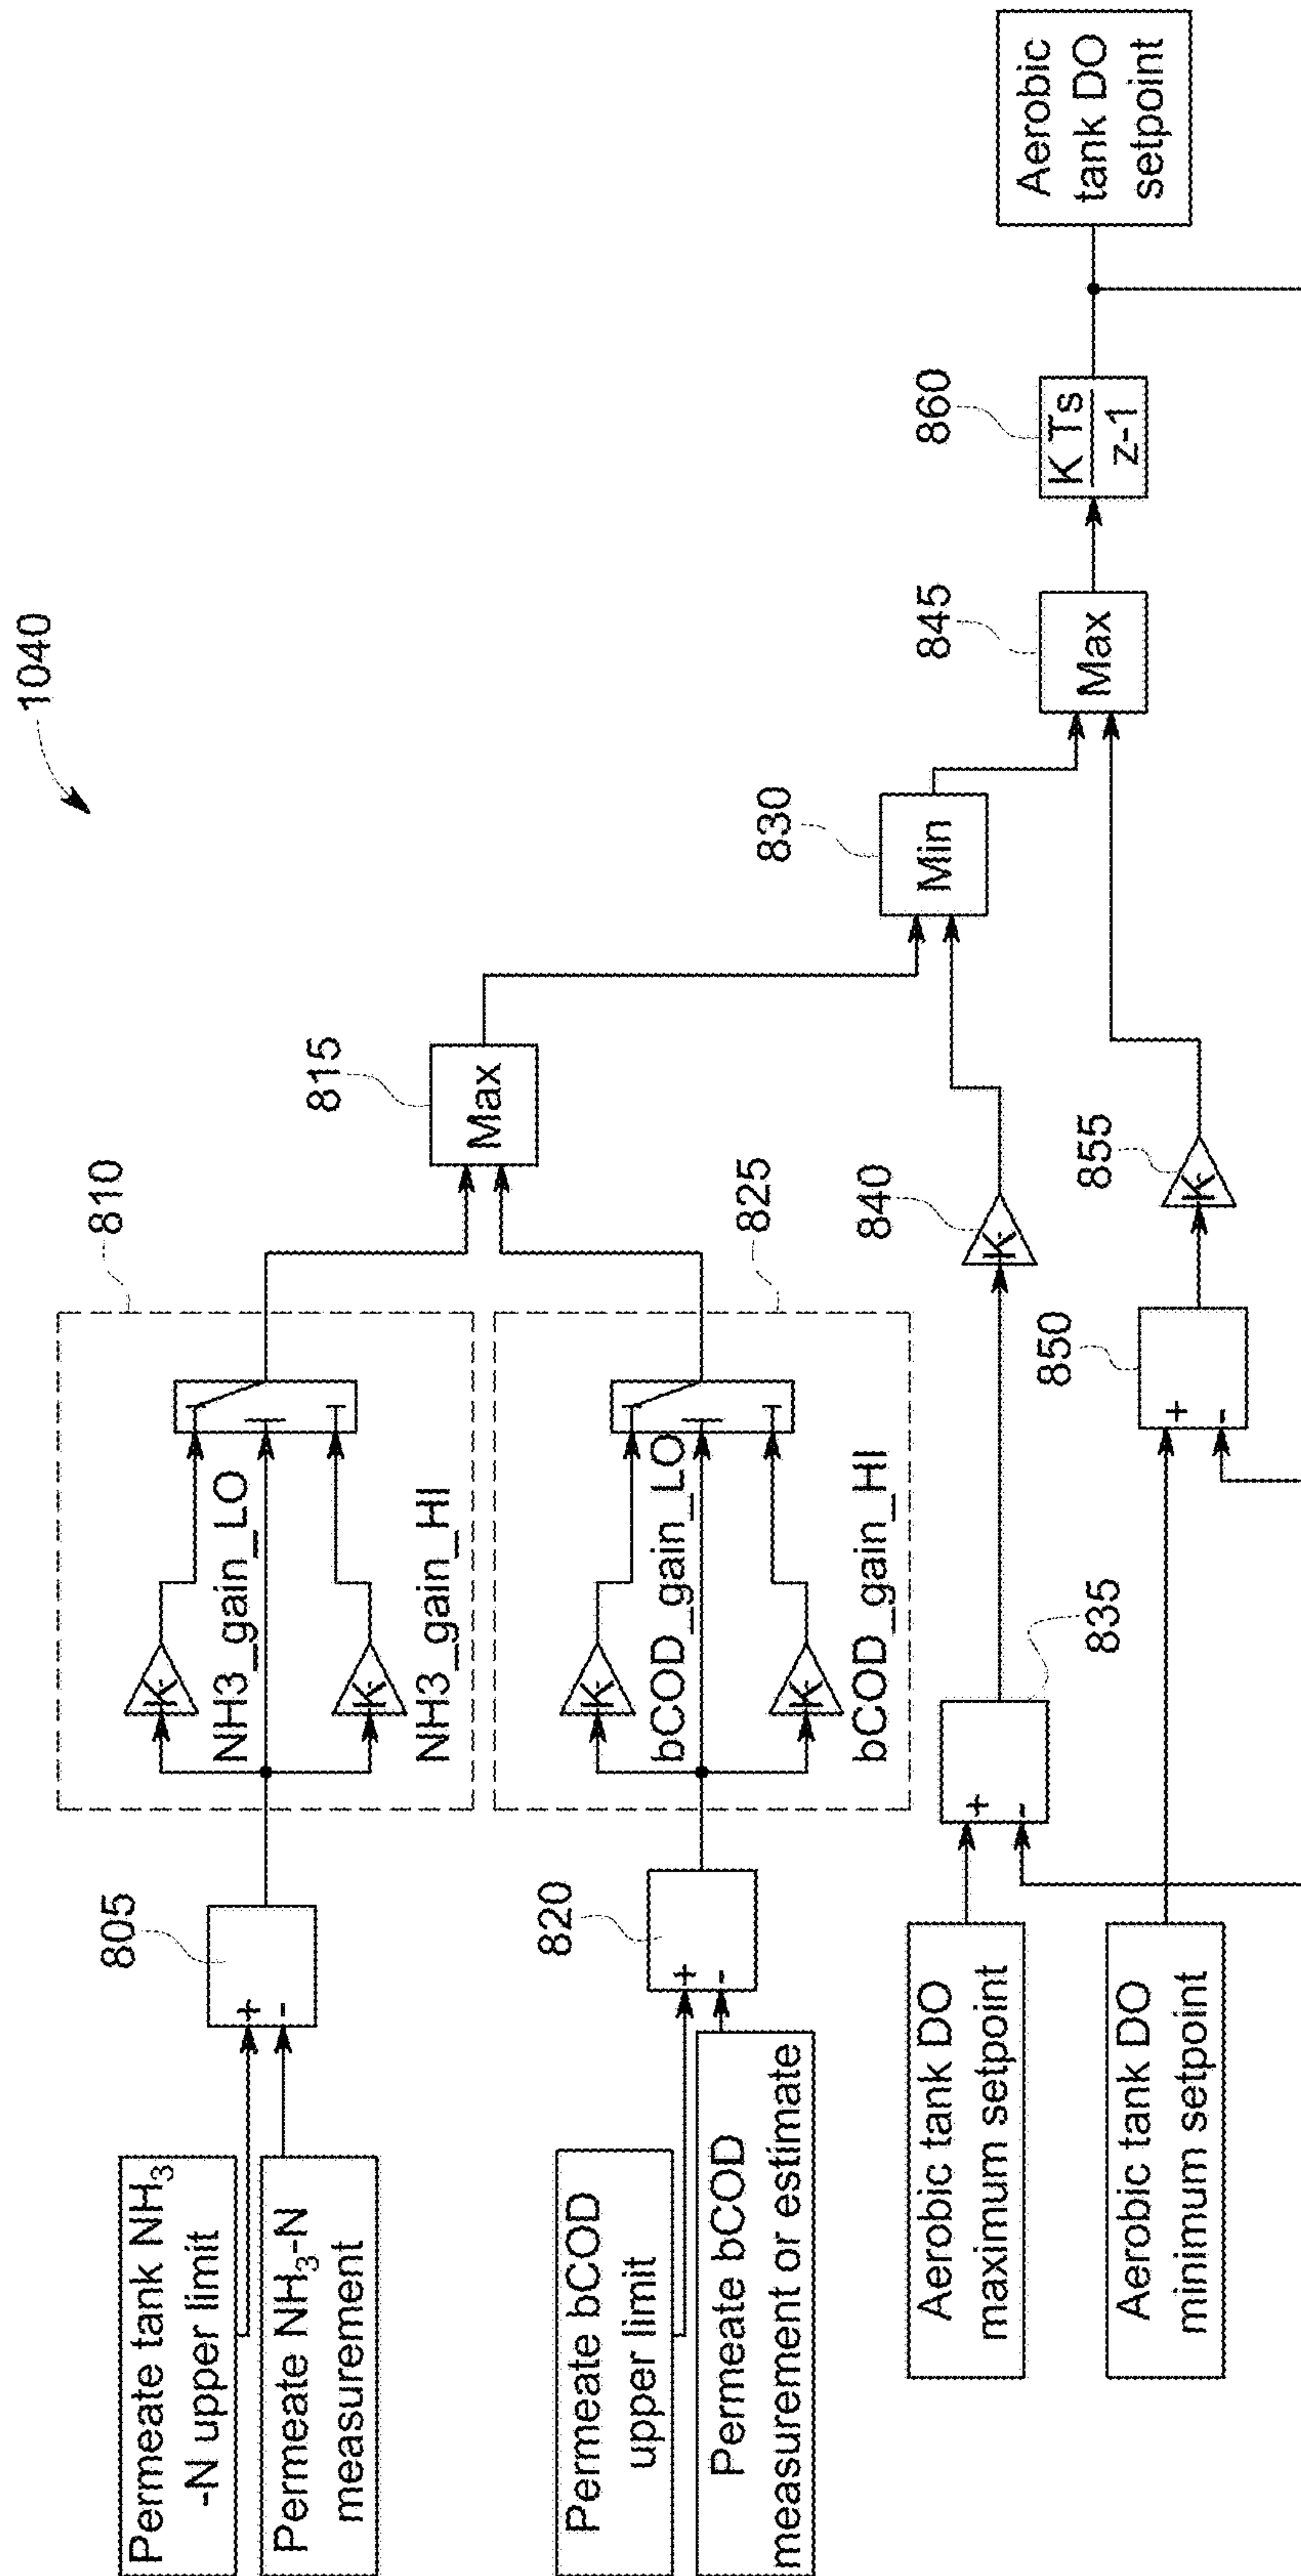 1040
Permeate tank NH₃
-N upper limit
Permeate NH₃-N
measurement
+
-
805
810
K-
NH3_gain_LO
K-
NH3_gain_HI
815
Max
Permeate bCOD
upper limit
Permeate bCOD
measurement or estimate
+
-
820
825
K-
bCOD_gain_LO
K-
bCOD_gain_HI
830
Min
Aerobic tank DO
maximum setpoint
+
-
835
840
K-
845
Max
860
K Ts
z-1
Aerobic
tank DO
setpoint
Aerobic tank DO
minimum setpoint
+
-
850
855
K-